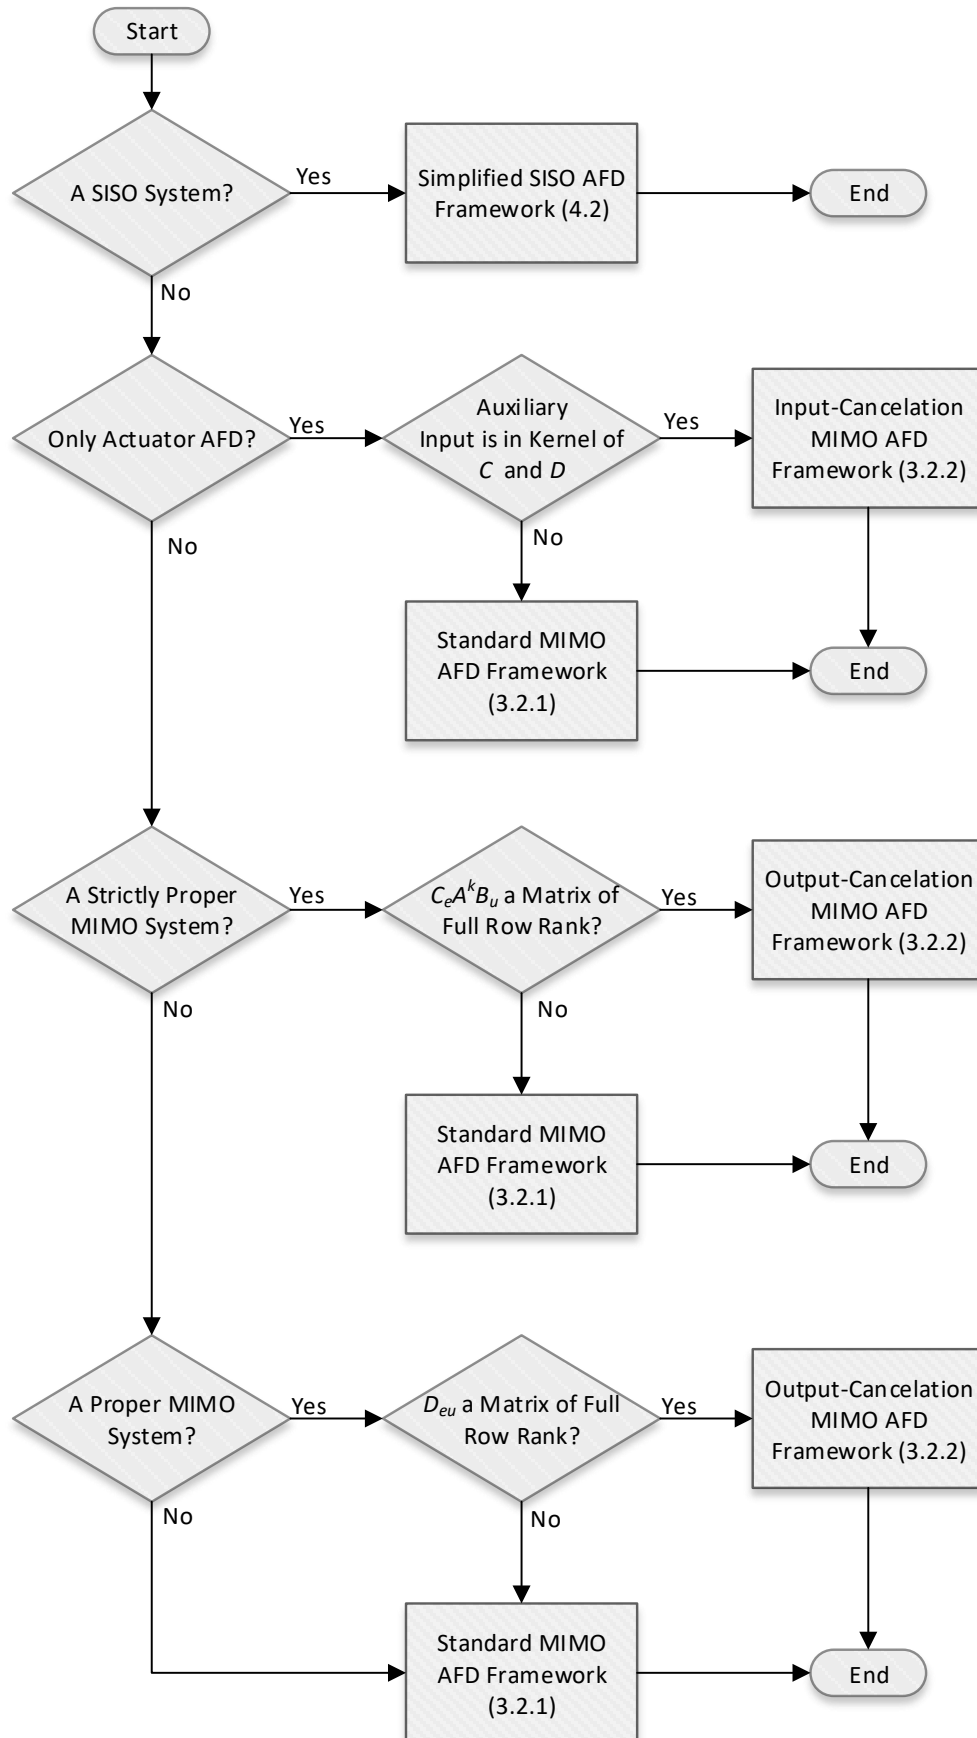 Start
A SISO System?
Yes
Simplified SISO AFD
Framework (4.2)
End
No
Only Actuator AFD?
Yes
Auxiliary
Input is in Kernel of
C and D
Yes
Input-Cancelation
MIMO AFD
Framework (3.2.2)
No
No
Standard MIMO
AFD Framework
(3.2.1)
End
A Strictly Proper
MIMO System?
Yes
CₑAᵏBᵤ a Matrix of
Full Row Rank?
Yes
Output-Cancelation
MIMO AFD
Framework (3.2.2)
No
No
Standard MIMO
AFD Framework
(3.2.1)
End
A Proper MIMO
System?
Yes
Dₑᵤ a Matrix of Full
Row Rank?
Yes
Output-Cancelation
MIMO AFD
Framework (3.2.2)
No
No
Standard MIMO
AFD Framework
(3.2.1)
End